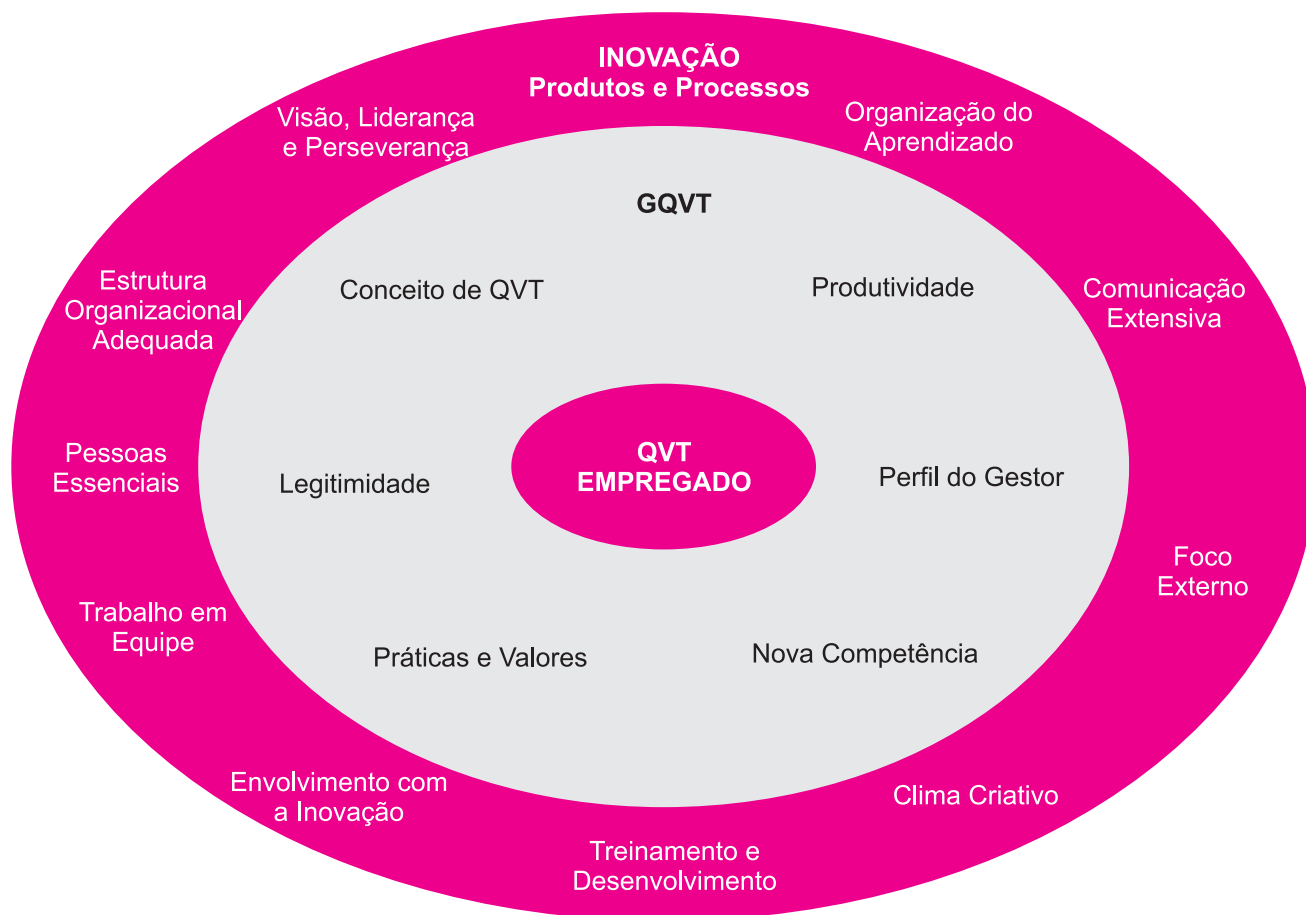 INOVAÇÃO
Produtos e Processos
Visão, Liderança
e Perseverança
Organização do
Aprendizado
GQVT
Estrutura
Organizacional
Adequada
Conceito de QVT
Produtividade
Comunicação
Extensiva
Pessoas
Essenciais
Legitimidade
QVT
EMPREGADO
Perfil do Gestor
Foco
Externo
Trabalho em
Equipe
Práticas e Valores
Nova Competência
Envolvimento com
a Inovação
Clima Criativo
Treinamento e
Desenvolvimento